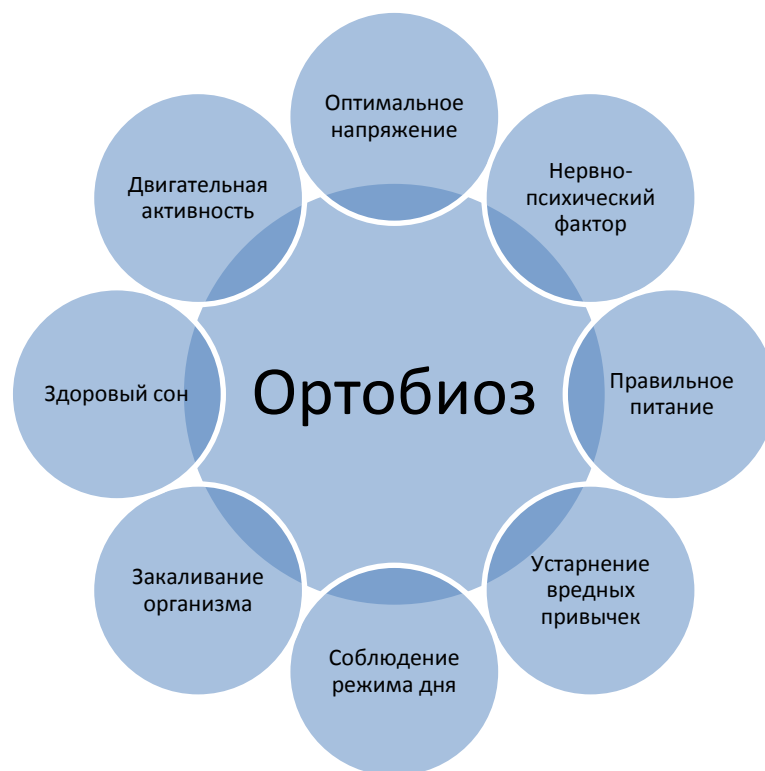 Оптимальное
напряжение
Нервно-
психический
фактор
Правильное
питание
Устарнение
вредных
привычек
Соблюдение
режима дня
Закаливание
организма
Здоровый сон
Двигательная
активность
Ортобиоз